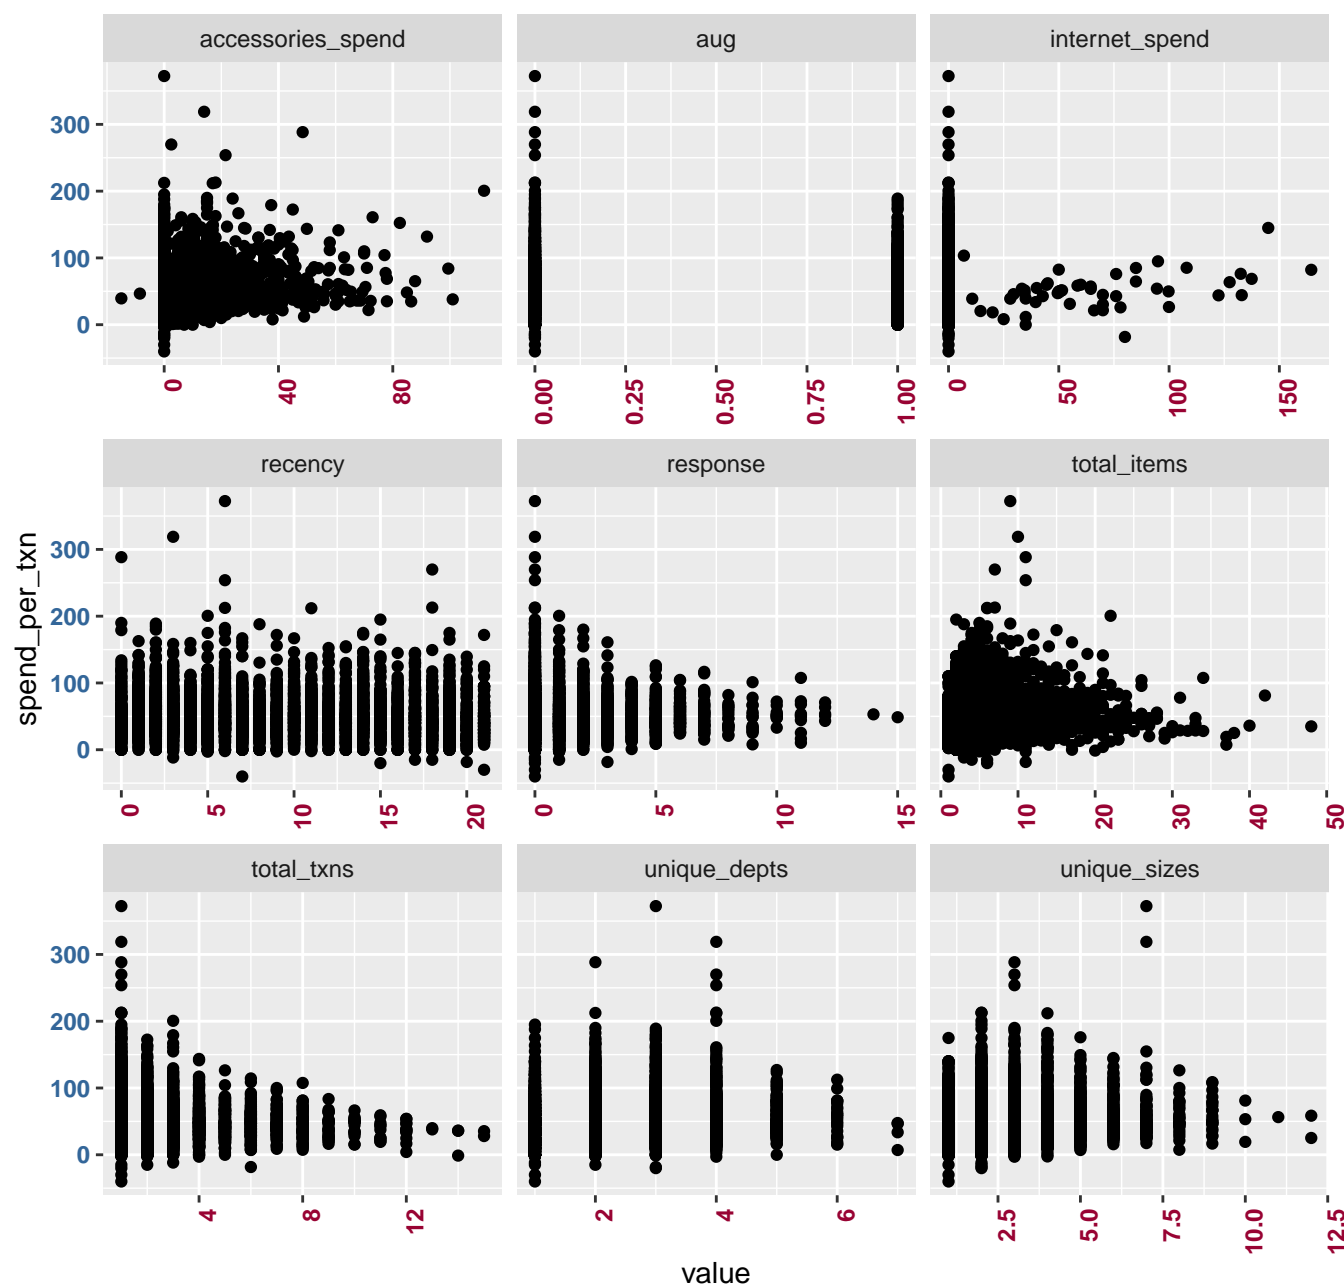 accessories_spend aug internet_spend
300
200
100
0
0 40 80 0.00 0.25 0.50 0.75 1.00 0 50 100 150
recency response total_items
300
200
100
0
0 5 10 15 20 0 5 10 15 0 10 20 30 40 50
spend_per_txn
total_txns unique_depts unique_sizes
300
200
100
0
4 8 12 2 4 6 2.5 5.0 7.5 10.0 12.5
value